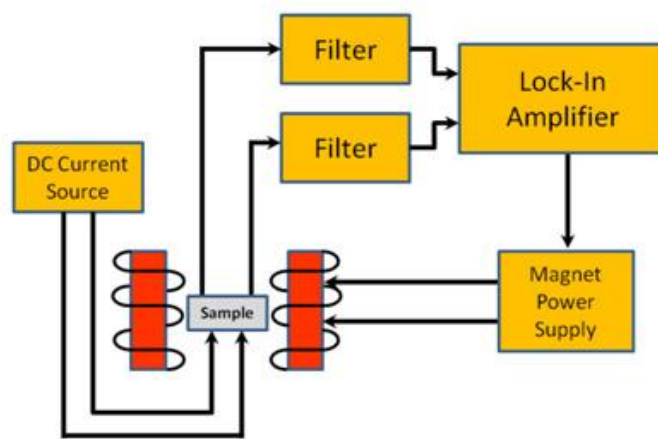 Filter
Lock-In
Amplifier
Filter
DC Current
Source
Magnet
Power
Supply
Sample